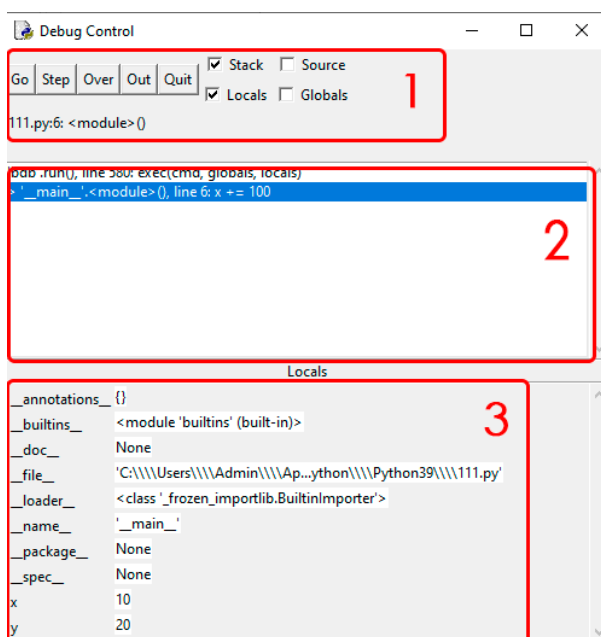 Debug Control
Go Step Over Out Quit
Stack Source
Locals Globals
1
111.py:6: <module>()
'bdb'.run(), line 580: exec(cmd, globals, locals)
> '__main__'.<module>(), line 6: x += 100
2
Locals
3
__annotations__ {}
__builtins__ <module 'builtins' (built-in)>
__doc__ None
__file__ 'C:\\\\Users\\\\Admin\\\\Ap...ython\\\\Python39\\\\111.py'
__loader__ <class '_frozen_importlib.BuiltinImporter'>
__name__ '__main__'
__package__ None
__spec__ None
x 10
y 20